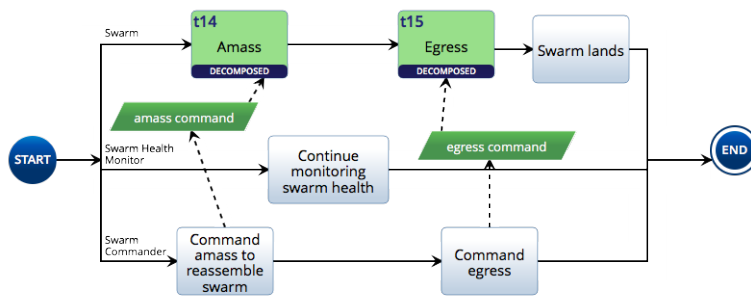 Swarm
t14
Amass
DECOMPOSED
t15
Egress
DECOMPOSED
Swarm lands
amass command
START
Swarm Health
Monitor
Continue
monitoring
swarm health
egress command
END
Swarm
Commander
Command
amass to
reassemble
swarm
Command
egress